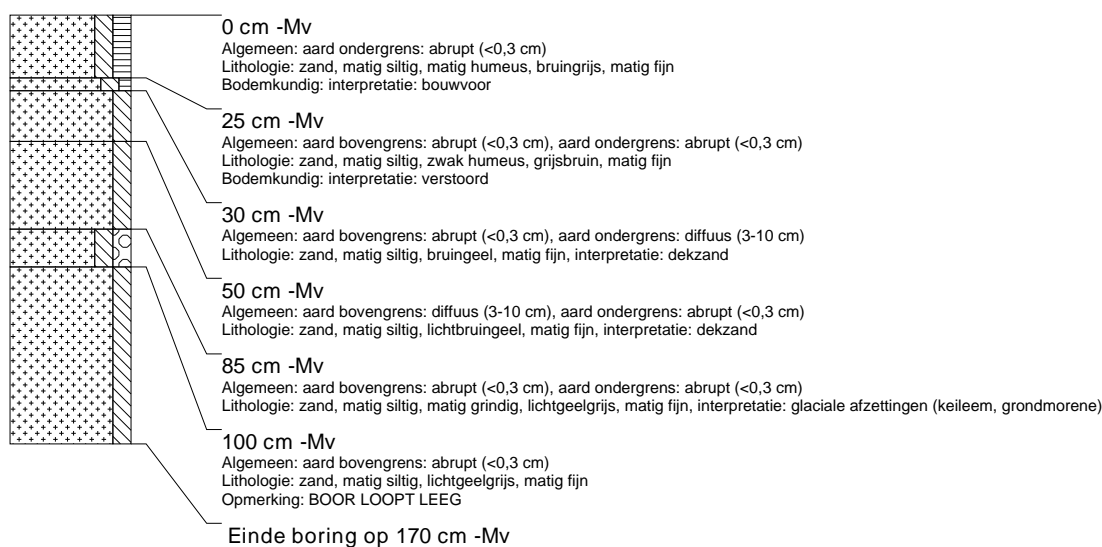 0 cm -Mv
Algemeen: aard ondergrens: abrupt (<0,3 cm)
Lithologie: zand, matig siltig, matig humeus, bruingrijs, matig fijn
Bodemkundig: interpretatie: bouwvoor
25 cm -Mv
Algemeen: aard bovengrens: abrupt (<0,3 cm), aard ondergrens: abrupt (<0,3 cm)
Lithologie: zand, matig siltig, zwak humeus, grijsbruin, matig fijn
Bodemkundig: interpretatie: verstoord
30 cm -Mv
Algemeen: aard bovengrens: abrupt (<0,3 cm), aard ondergrens: diffuus (3-10 cm)
Lithologie: zand, matig siltig, bruingeel, matig fijn, interpretatie: dekzand
50 cm -Mv
Algemeen: aard bovengrens: diffuus (3-10 cm), aard ondergrens: abrupt (<0,3 cm)
Lithologie: zand, matig siltig, lichtbruingeel, matig fijn, interpretatie: dekzand
85 cm -Mv
Algemeen: aard bovengrens: abrupt (<0,3 cm), aard ondergrens: abrupt (<0,3 cm)
Lithologie: zand, matig siltig, matig grindig, lichtgeelgrijs, matig fijn, interpretatie: glaciale afzettingen (keileem, grondmorene)
100 cm -Mv
Algemeen: aard bovengrens: abrupt (<0,3 cm)
Lithologie: zand, matig siltig, lichtgeelgrijs, matig fijn
Opmerking: BOOR LOOPT LEEG
Einde boring op 170 cm -Mv